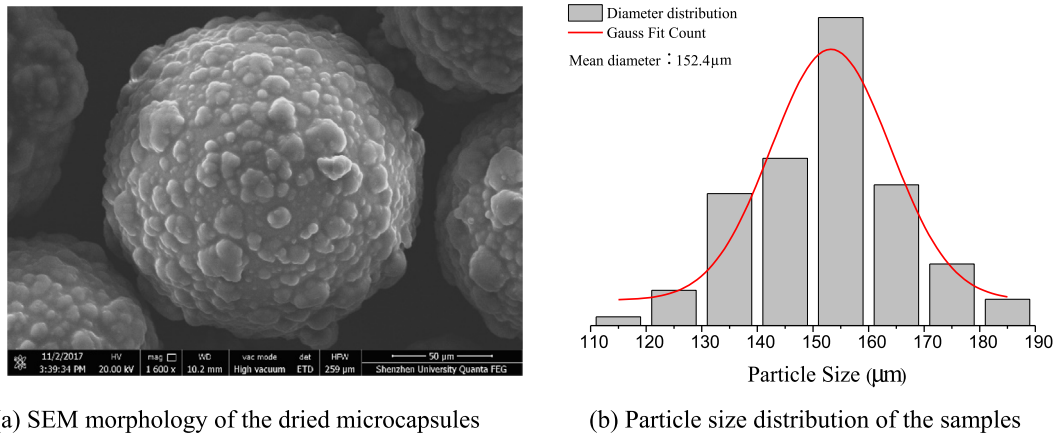 11/2/2017 HV mag WD vac mode det HFW 50 µm
3:39:34 PM 20.00 kV 1 600 x 10.2 mm High vacuum ETD 259 µm Shenzhen University Quanta FEG
(a) SEM morphology of the dried microcapsules
Diameter distribution
Gauss Fit Count
Mean diameter：152.4µm
110 120 130 140 150 160 170 180 190
Particle Size (µm)
(b) Particle size distribution of the samples